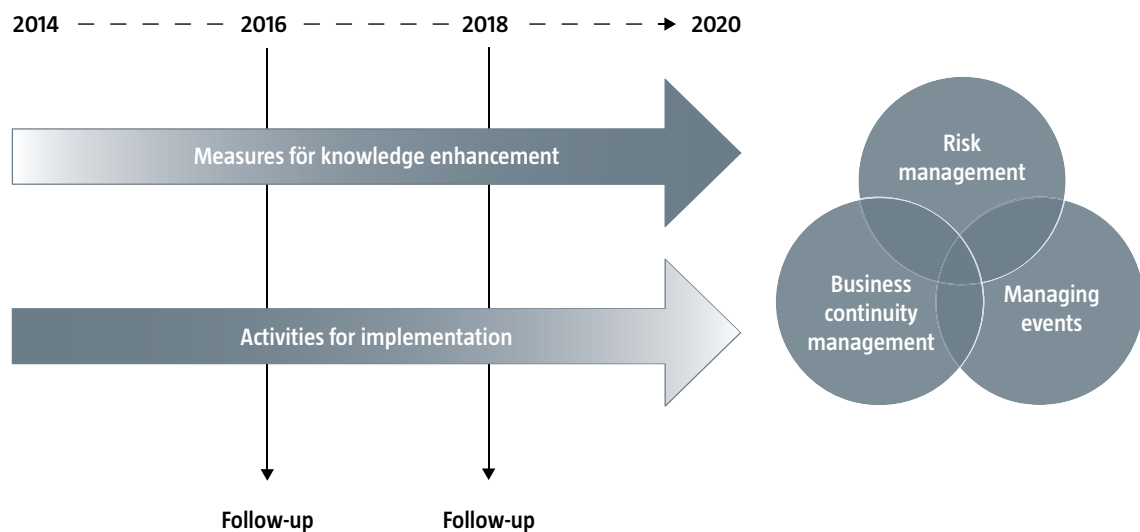 2014
2016
2018
2020
Measures för knowledge enhancement
Activities for implementation
Follow-up
Follow-up
Risk
management
Business
continuity
management
Managing
events